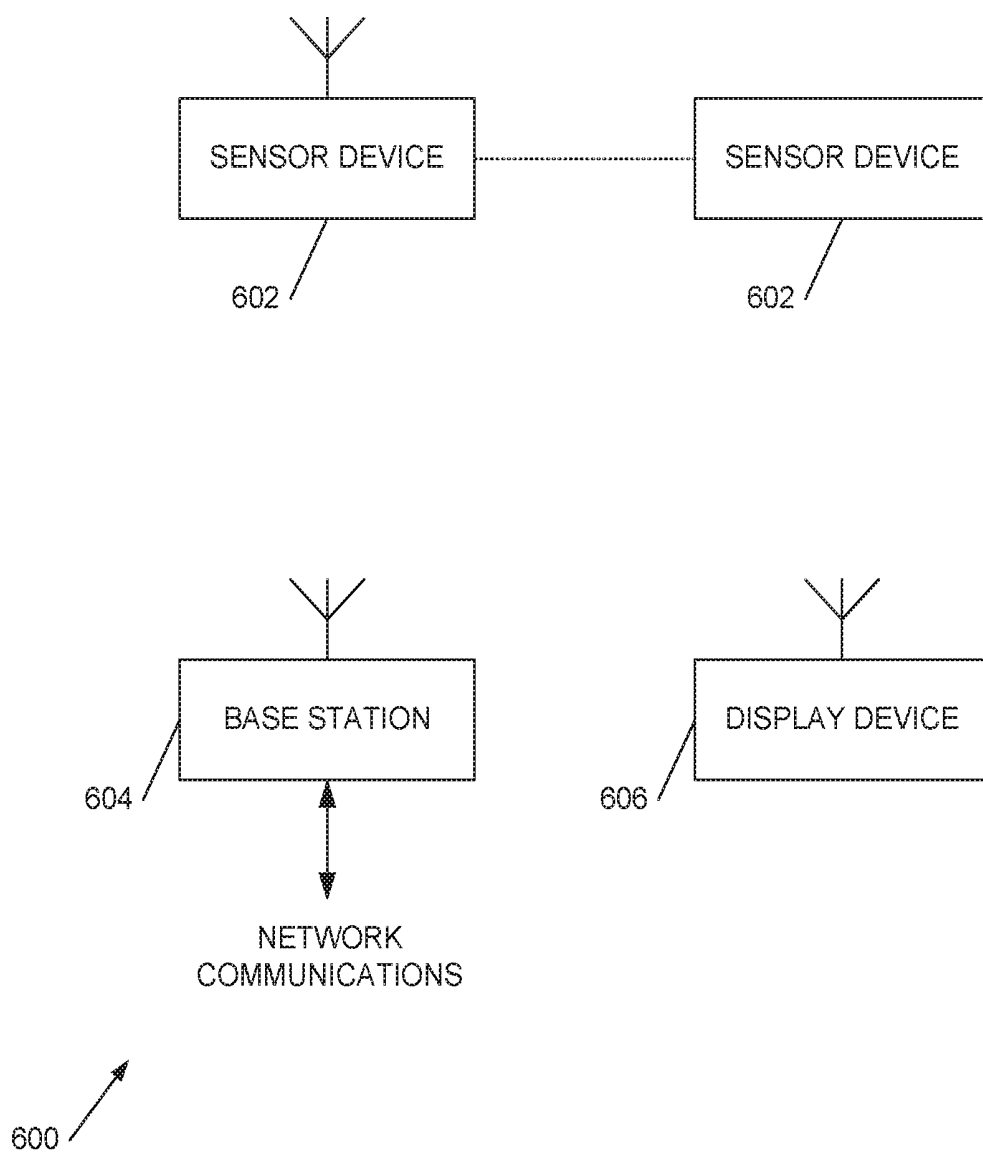 SENSOR DEVICE
SENSOR DEVICE
602
602
BASE STATION
DISPLAY DEVICE
604
606
NETWORK
COMMUNICATIONS
600